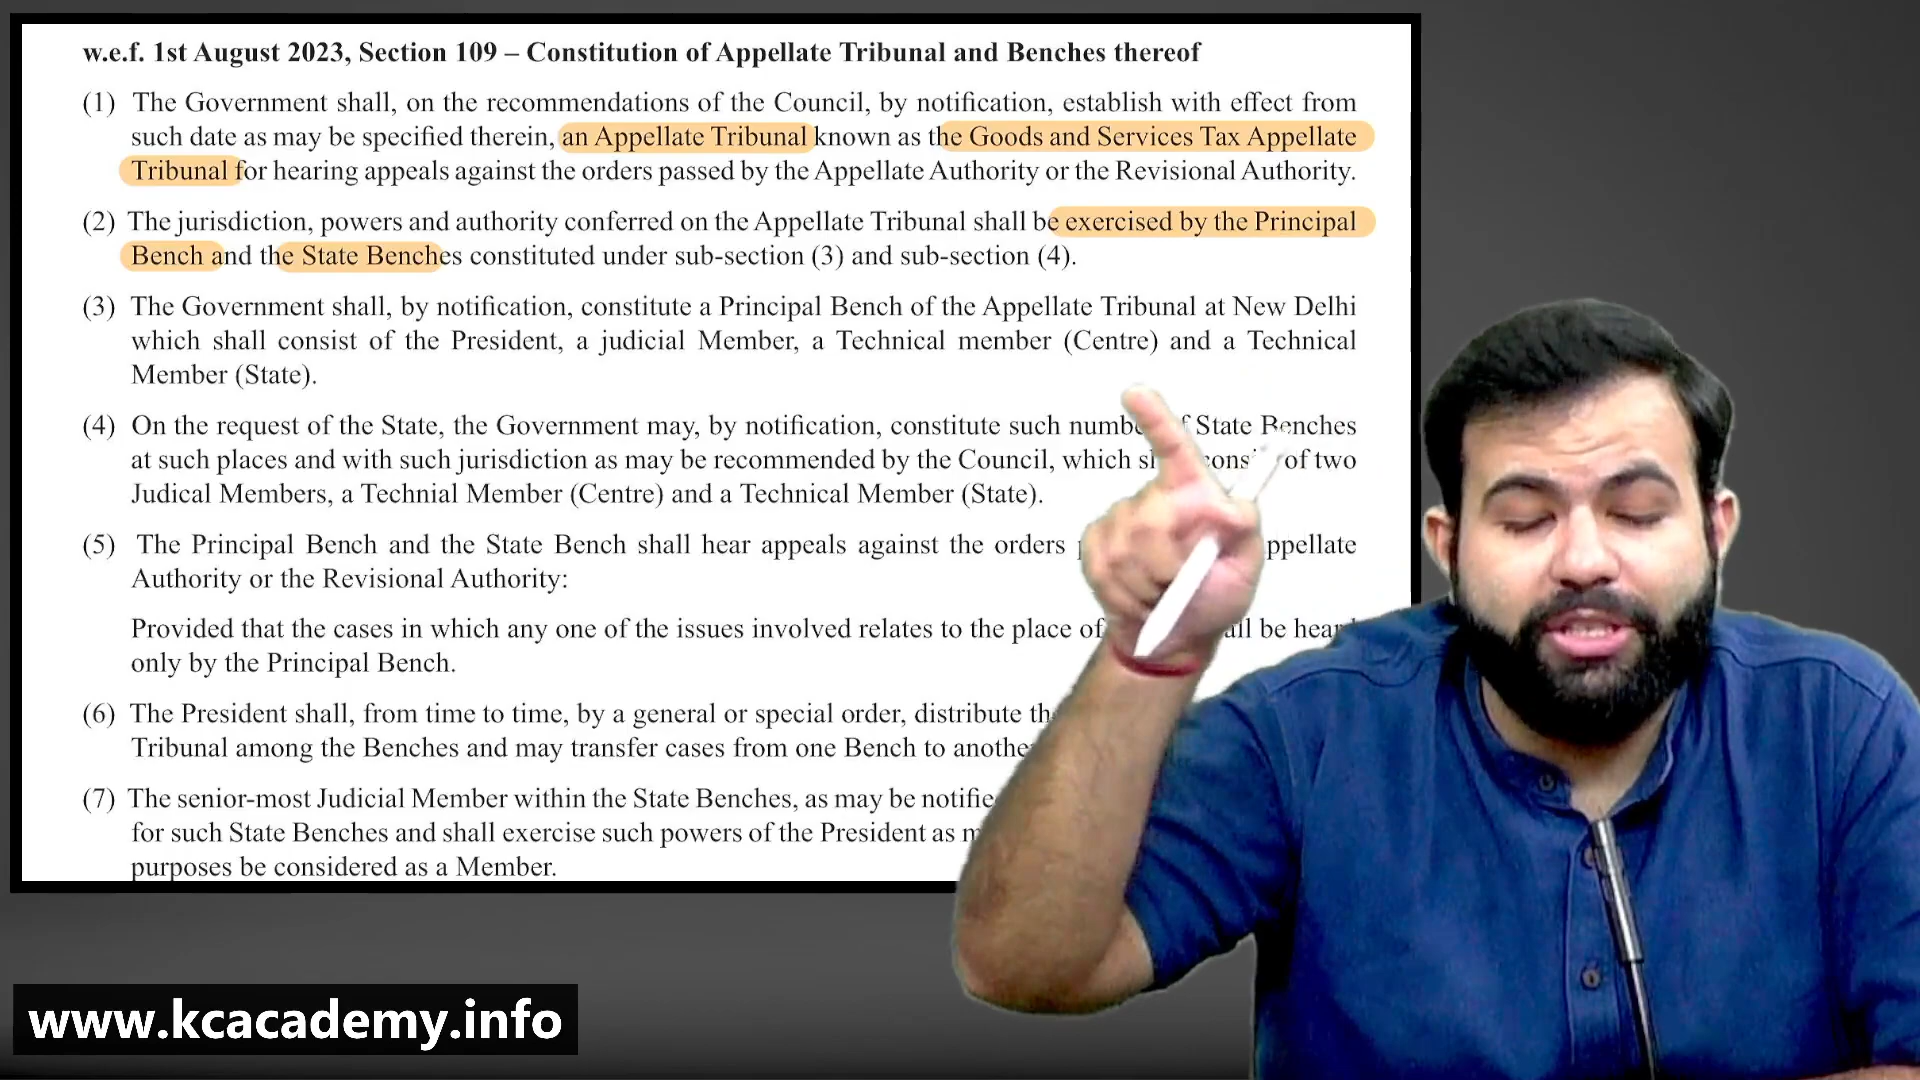 w.e.f. 1st August 2023, Section 109 – Constitution of Appellate Tribunal and Benches thereof
(1) The Government shall, on the recommendations of the Council, by notification, establish with effect from
such date as may be specified therein, an Appellate Tribunal known as the Goods and Services Tax Appellate
Tribunal for hearing appeals against the orders passed by the Appellate Authority or the Revisional Authority.
(2) The jurisdiction, powers and authority conferred on the Appellate Tribunal shall be exercised by the Principal
Bench and the State Benches constituted under sub-section (3) and sub-section (4).
(3) The Government shall, by notification, constitute a Principal Bench of the Appellate Tribunal at New Delhi
which shall consist of the President, a judicial Member, a Technical member (Centre) and a Technical
Member (State).
(4) On the request of the State, the Government may, by notification, constitute such State Benches
at such places and with such jurisdiction as may be recommended by the Council, which of two
Judical Members, a Technial Member (Centre) and a Technical Member (State).
(5) The Principal Bench and the State Bench shall hear appeals against the orders
Authority or the Revisional Authority:
Provided that the cases in which any one of the issues involved relates to the place of be
only by the Principal Bench.
(6) The President shall, from time to time, by a general or special order, distribute
Tribunal among the Benches and may transfer cases from one Bench to
(7) The senior-most Judicial Member within the State Benches, as may be
for such State Benches and shall exercise such powers of the President as
purposes be considered as a Member.
www.kcacademy.info